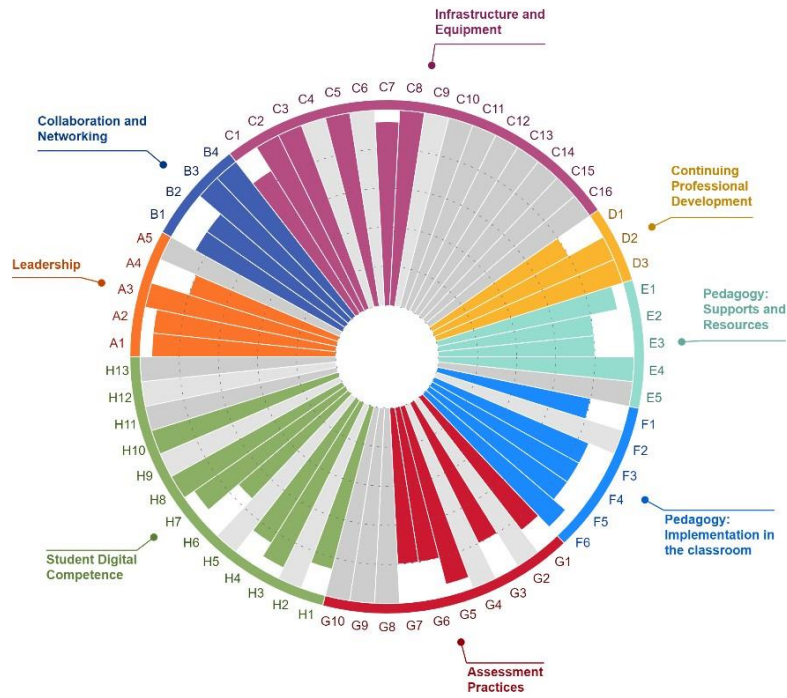 Infrastructure and
Equipment
Collaboration and
Networking
Leadership
Continuing
Professional
Development
Pedagogy:
Supports and
Resources
Pedagogy:
Implementation in
the classroom
Assessment
Practices
Student Digital
Competence
A1
A2
A3
A4
A5
B1
B2
B3
B4
C1
C2
C3
C4
C5
C6
C7
C8
C9
C10
C11
C12
C13
C14
C15
C16
D1
D2
D3
E1
E2
E3
E4
E5
F1
F2
F3
F4
F5
F6
G1
G2
G3
G4
G5
G6
G7
G8
G9
G10
H1
H2
H3
H4
H5
H6
H7
H8
H9
H10
H11
H12
H13